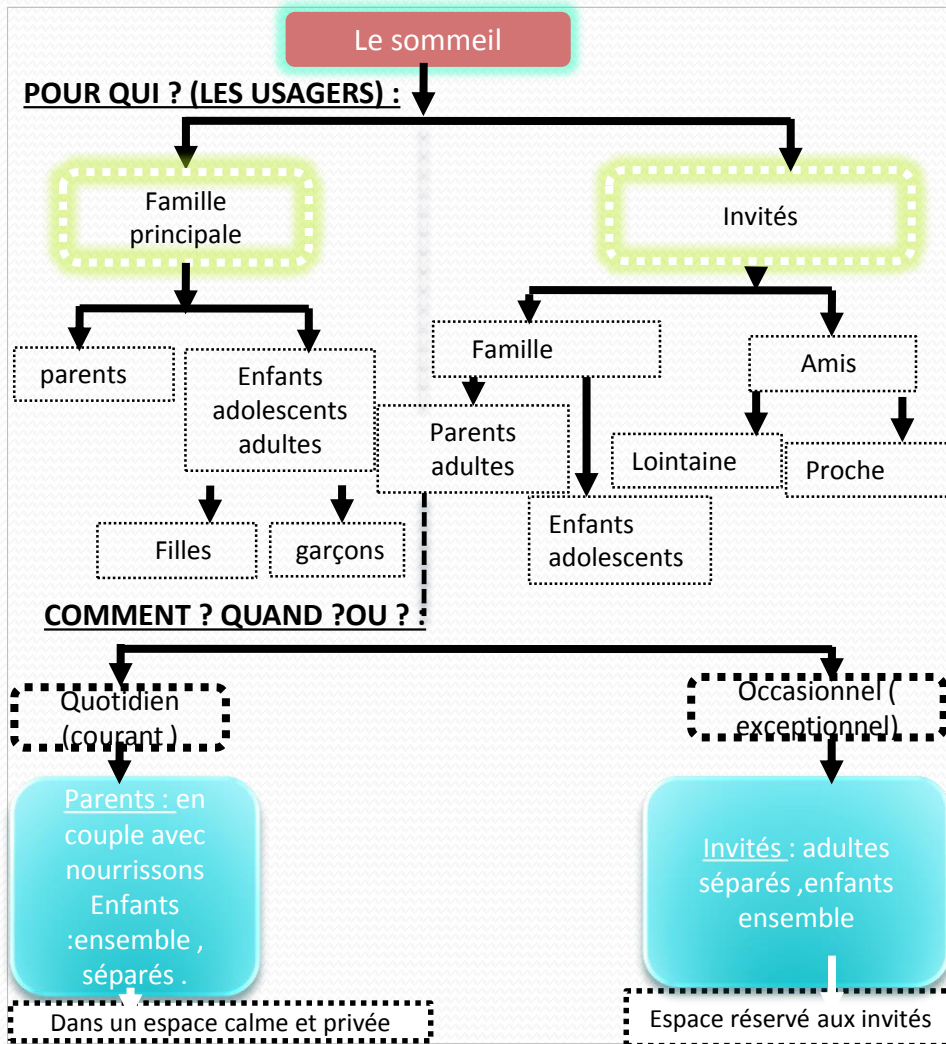 Le sommeil
POUR QUI ? (LES USAGERS) :
Famille
principale
Invités
parents
Enfants
adolescents
adultes
Famille
Amis
Parents
adultes
Lointaine
Proche
Filles
garçons
Enfants
adolescents
COMMENT ? QUAND ?OU ? :
Quotidien
(courant )
Occasionnel (
exceptionnel)
Parents : en
couple avec
nourrissons
Enfants
:ensemble ,
séparés .
Invités : adultes
séparés ,enfants
ensemble
Dans un espace calme et privée
Espace réservé aux invités